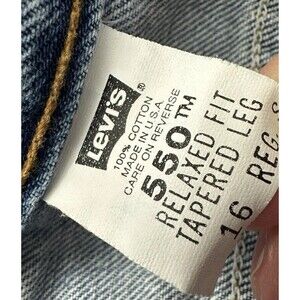 Levi's ®
100% COTTON
MADE IN U.S.A.
CARE ON REVERSE
550™
RELAXED FIT
TAPERED LEG
16 REG.